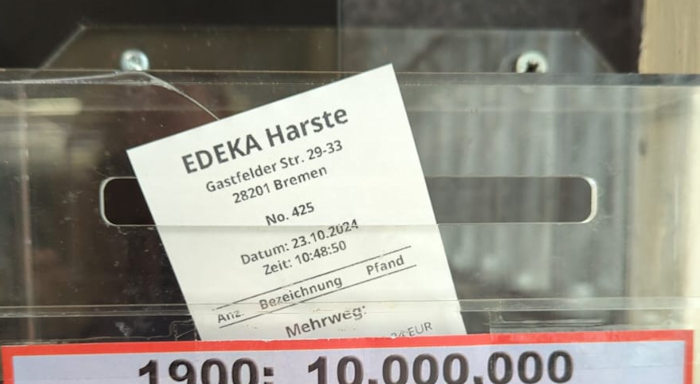 EDEKA Harste
Gastfelder Str. 29-33
28201 Bremen
No. 425
Datum: 23.10.2024
Zeit: 10:48:50
Anz. Bezeichnung Pfand
Mehrweg:
EUR
1900: 10.000.000